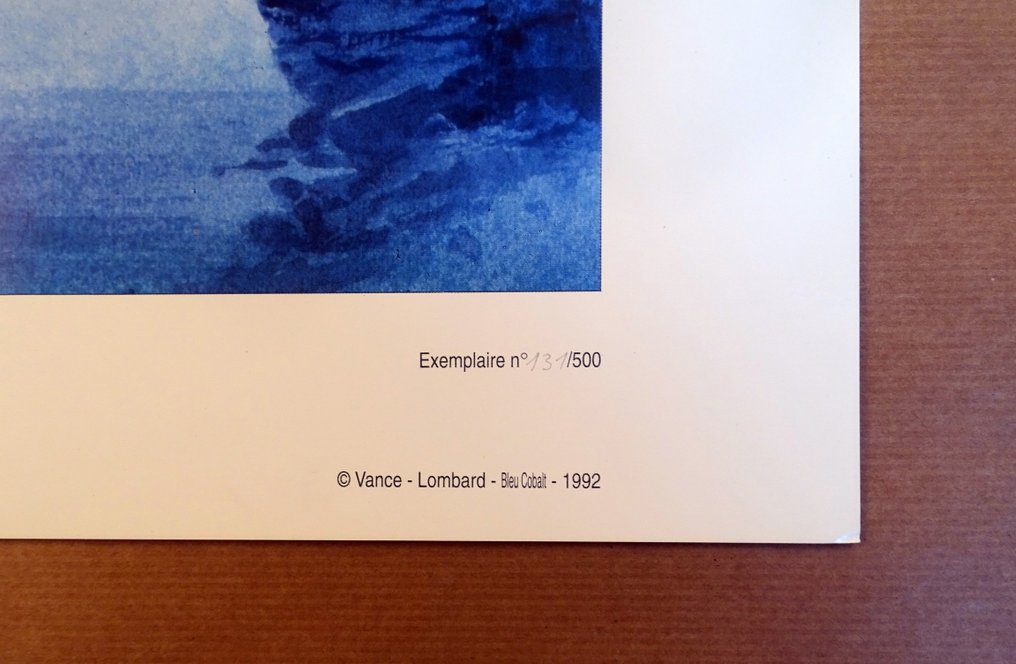 Exemplaire n°131/500
© Vance - Lombard - Bleu Cobalt - 1992